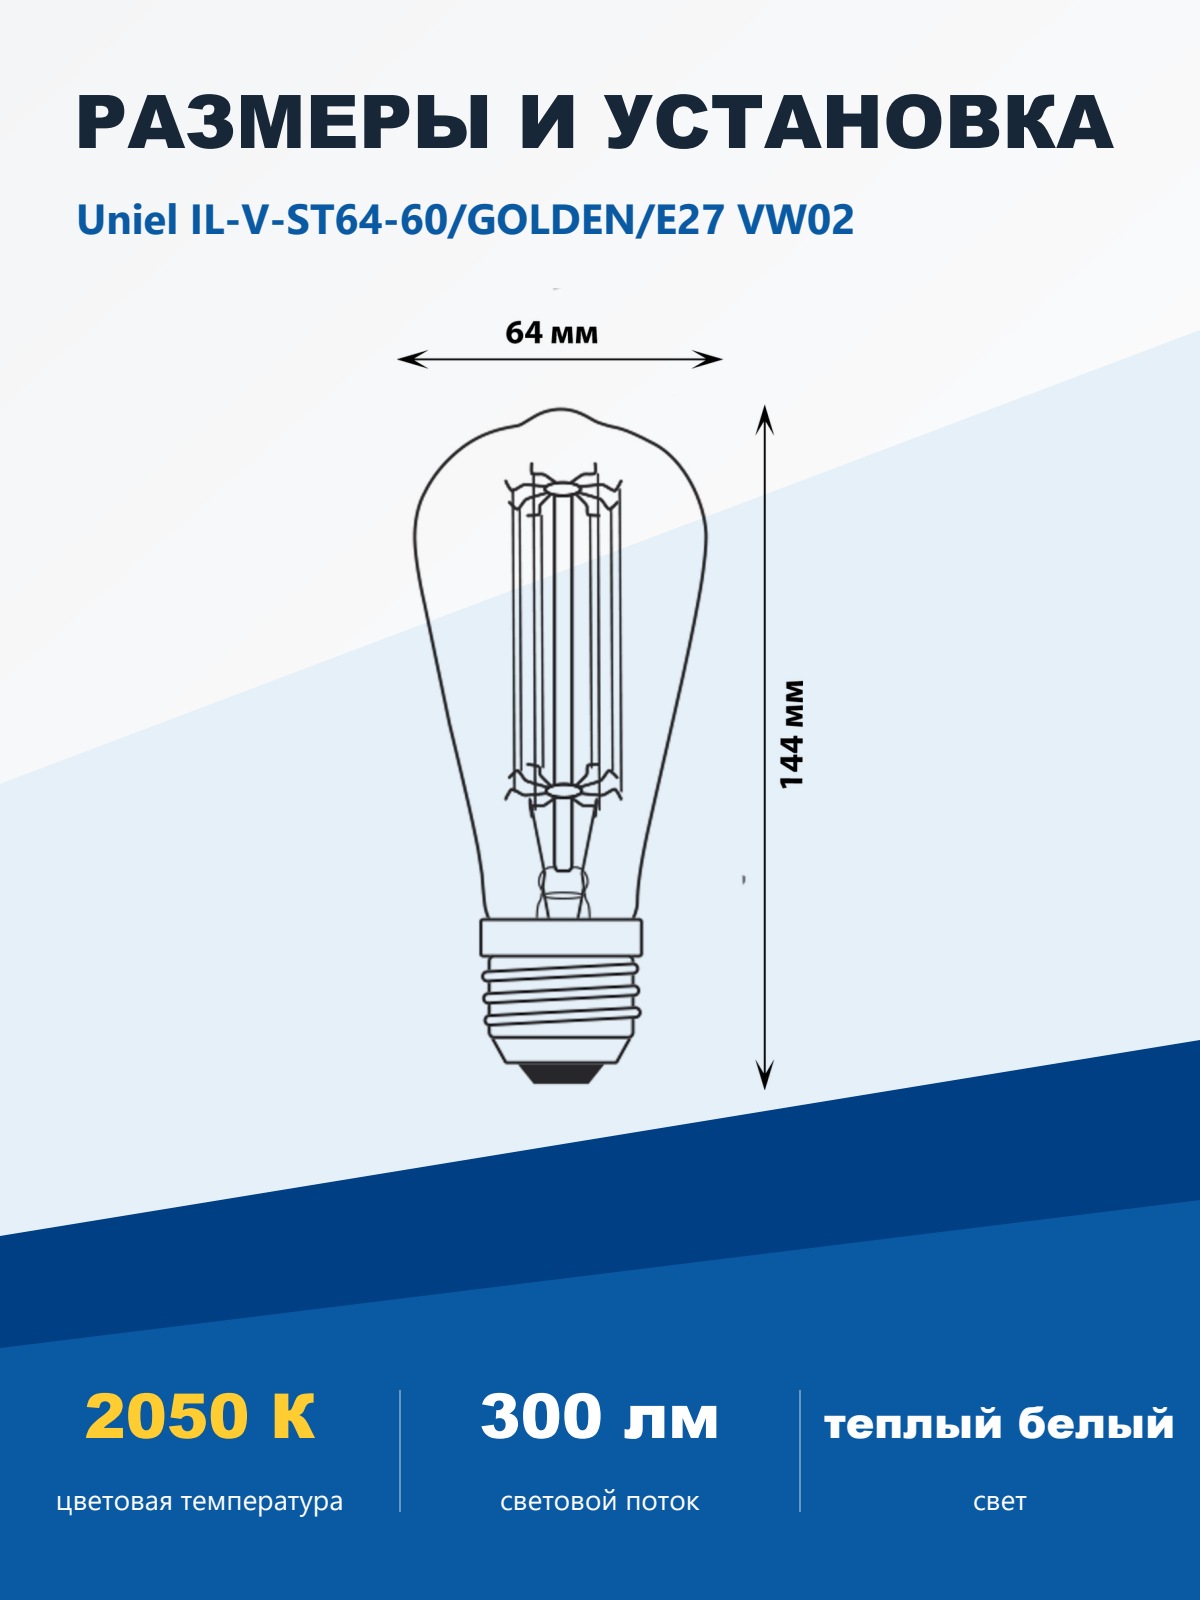 РАЗМЕРЫ И УСТАНОВКА
Uniel IL-V-ST64-60/GOLDEN/E27 VW02
64 мм
144 мм
2050 К
цветовая температура
300 лм
световой поток
теплый белый
свет